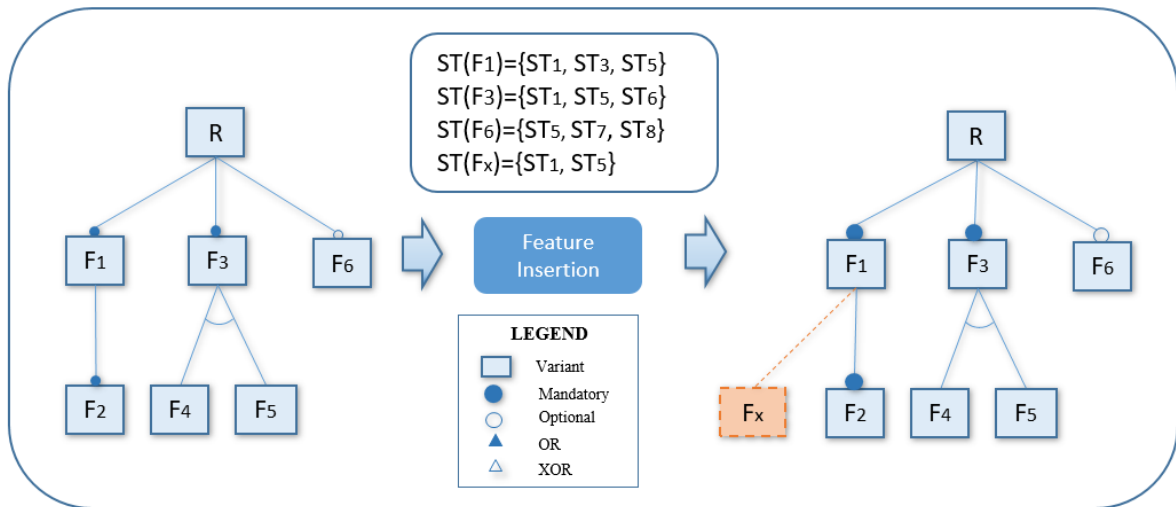 ST(F1)={ST1, ST3, ST5}
ST(F3)={ST1, ST5, ST6}
ST(F6)={ST5, ST7, ST8}
ST(Fx)={ST1, ST5}
R
F1
F3
F6
F2
F4
F5
Feature
Insertion
LEGEND
Variant
Mandatory
Optional
OR
XOR
R
F1
F3
F6
Fx
F2
F4
F5